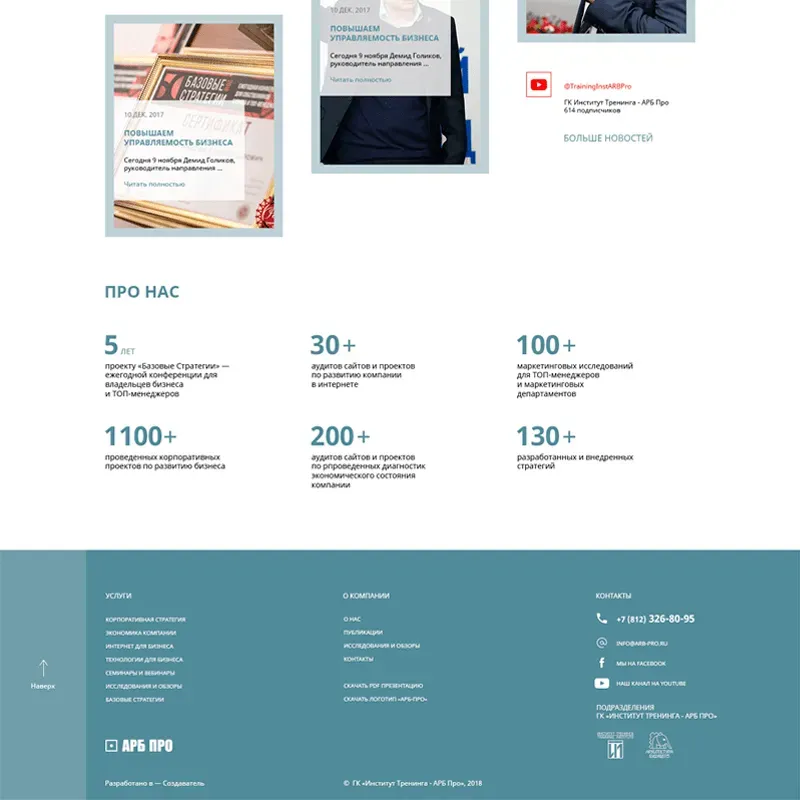 10 ДЕК, 2017
ПОВЫШАЕМ
УПРАВЛЯЕМОСТЬ БИЗНЕСА
Сегодня 9 ноября Демид Голиков,
руководитель направления ...
Читать полностью
БАЗОВЫЕ
СТРАТЕГИИ
СЕРТИФИКАТ
10 ДЕК, 2017
ПОВЫШАЕМ
УПРАВЛЯЕМОСТЬ БИЗНЕСА
Сегодня 9 ноября Демид Голиков,
руководитель направления ...
Читать полностью
@TrainingInstARBPro
ГК Институт Тренинга - АРБ Про
614 подписчиков
БОЛЬШЕ НОВОСТЕЙ
ПРО НАС
5 ЛЕТ
проекту «Базовые Стратегии» —
ежегодной конференции для
владельцев бизнеса
и ТОП-менеджеров
30+
аудитов сайтов и проектов
по развитию компании
в интернете
100+
маркетинговых исследований
для ТОП-менеджеров
и маркетинговых
департаментов
1100+
проведенных корпоративных
проектов по развитию бизнеса
200+
аудитов сайтов и проектов
по рпроведенных диагностик
экономического состояния
компании
130+
разработанных и внедренных
стратегий
Наверх
УСЛУГИ
КОРПОРАТИВНАЯ СТРАТЕГИЯ
ЭКОНОМИКА КОМПАНИИ
ИНТЕРНЕТ ДЛЯ БИЗНЕСА
ТЕХНОЛОГИИ ДЛЯ БИЗНЕСА
СЕМИНАРЫ И ВЕБИНАРЫ
ИССЛЕДОВАНИЯ И ОБЗОРЫ
БАЗОВЫЕ СТРАТЕГИИ
АРБ ПРО
Разработано в — Создаватель
О КОМПАНИИ
О НАС
ПУБЛИКАЦИИ
ИССЛЕДОВАНИЯ И ОБЗОРЫ
КОНТАКТЫ
СКАЧАТЬ PDF ПРЕЗЕНТАЦИЮ
СКАЧАТЬ ЛОГОТИП «АРБ-ПРО»
© ГК «Институт Тренинга - АРБ Про», 2018
КОНТАКТЫ
+7 (812) 326-80-95
INFO@ARB-PRO.RU
МЫ НА FACEBOOK
НАШ КАНАЛ НА YOUTUBE
ПОДРАЗДЕЛЕНИЯ
ГК «ИНСТИТУТ ТРЕНИНГА - АРБ ПРО»